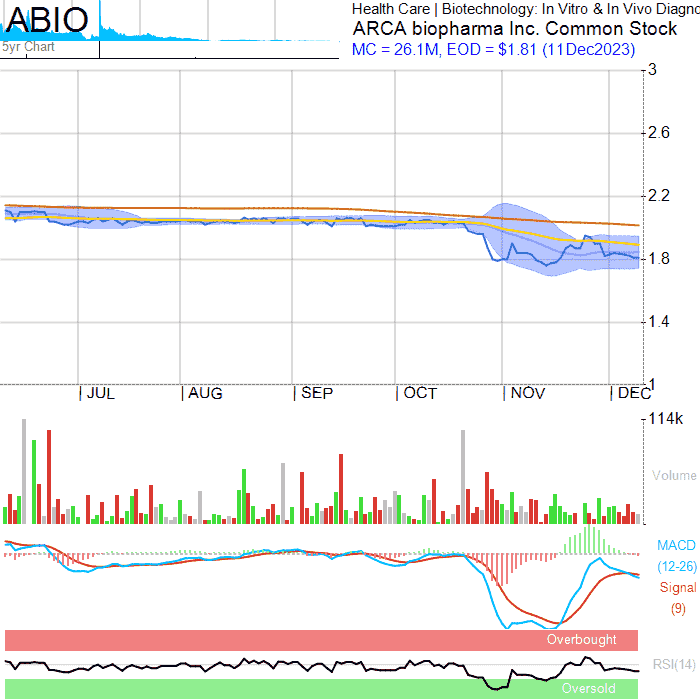 ABIO
5yr Chart
Health Care | Biotechnology: In Vitro & In Vivo Diagno
ARCA biopharma Inc. Common Stock
MC = 26.1M, EOD = $1.81 (11Dec2023)
3
2.6
2.2
1.8
1.4
1
JUL AUG SEP OCT NOV DEC
114k
Volume
MACD
(12-26)
Signal
(9)
Overbought
RSI(14)
Oversold